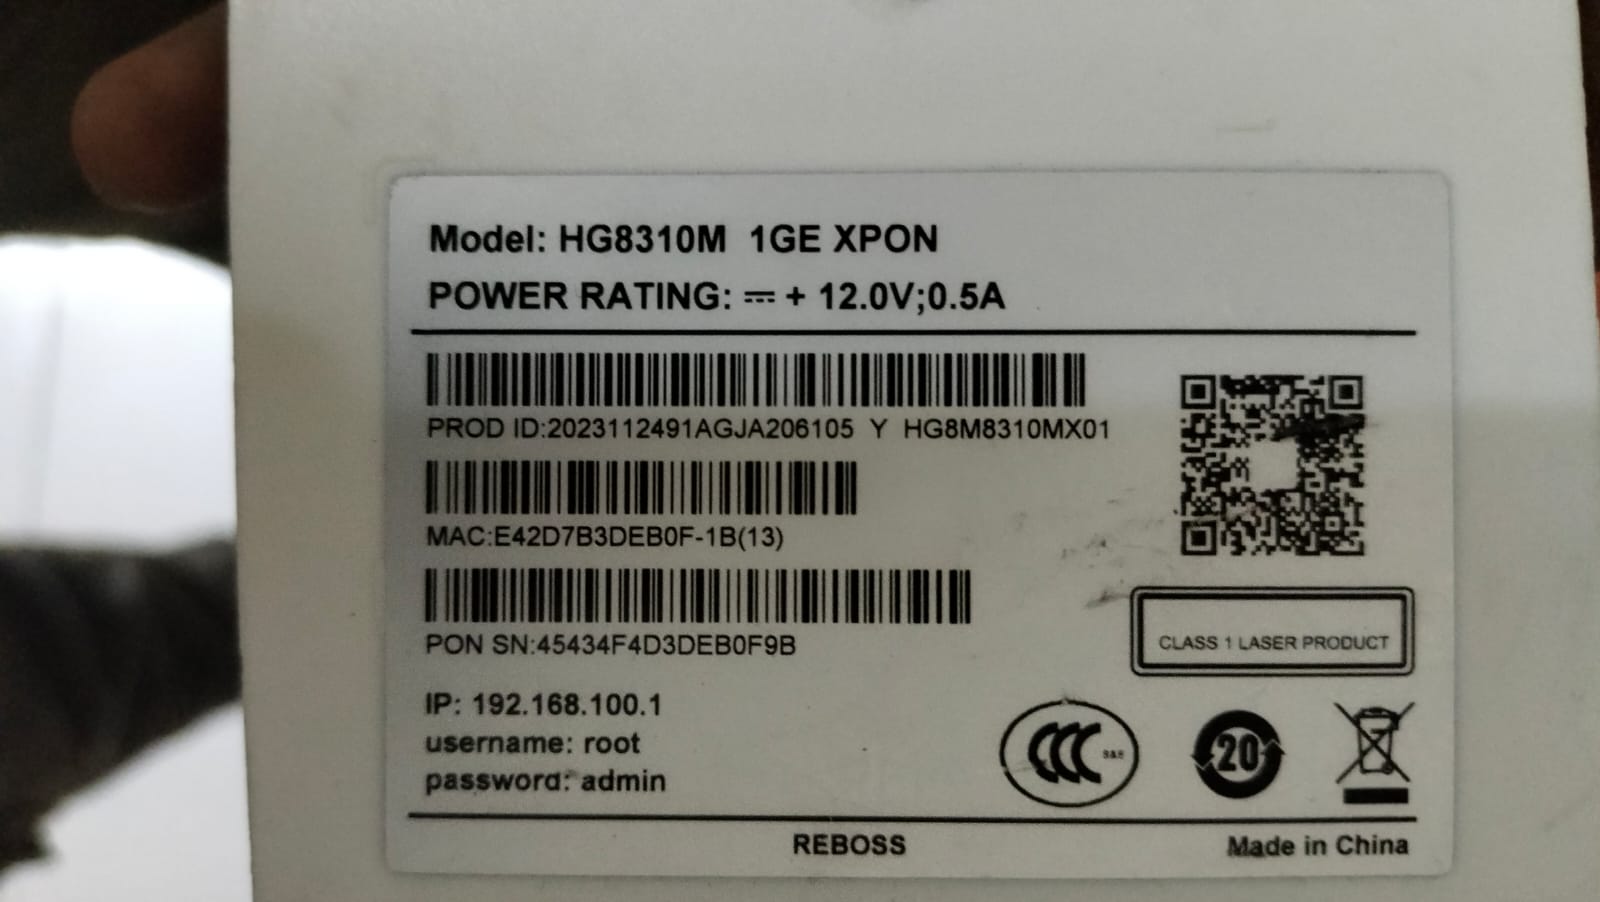 Model: HG8310M 1GE XPON
POWER RATING: ⎓ + 12.0V;0.5A
PROD ID:2023112491AGJA206105 Y HG8M8310MX01
MAC:E42D7B3DEB0F-1B(13)
PON SN:45434F4D3DEB0F9B
CLASS 1 LASER PRODUCT
IP: 192.168.100.1
username: root
password: admin
CCC S&E
20
REBOSS
Made in China